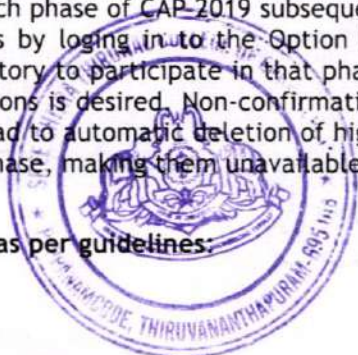 ch phase of CAP-2019 subseque
s by loging in to the Option
tory to participate in that pha
ons is desired. Non-confirmati
ad to automatic deletion of hig
hase, making them unavailable
as per guidelines:
THIRUVANANTHAPURAM-695